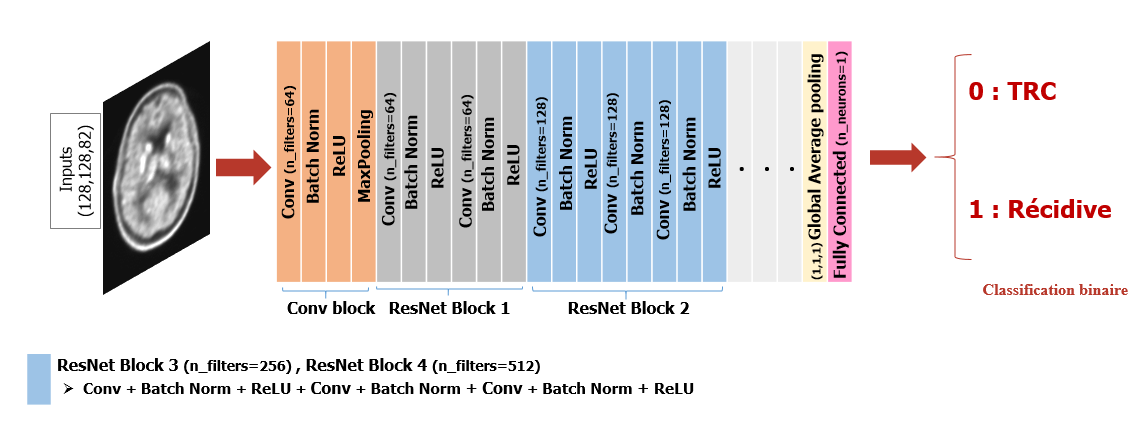 Inputs
(128,128,82)
Conv (n_filters=64)
Batch Norm
ReLU
MaxPooling
Conv (n_filters=64)
Batch Norm
ReLU
Conv (n_filters=64)
Batch Norm
ReLU
Conv (n_filters=128)
Batch Norm
ReLU
Conv (n_filters=128)
Batch Norm
Conv (n_filters=128)
Batch Norm
ReLU
. . .
(1,1,1) Global Average pooling
Fully Connected (n_neurons=1)
0 : TRC
1 : Récidive
Classification binaire
Conv block
ResNet Block 1
ResNet Block 2
ResNet Block 3 (n_filters=256) , ResNet Block 4 (n_filters=512)
➢ Conv + Batch Norm + ReLU + Conv + Batch Norm + Conv + Batch Norm + ReLU